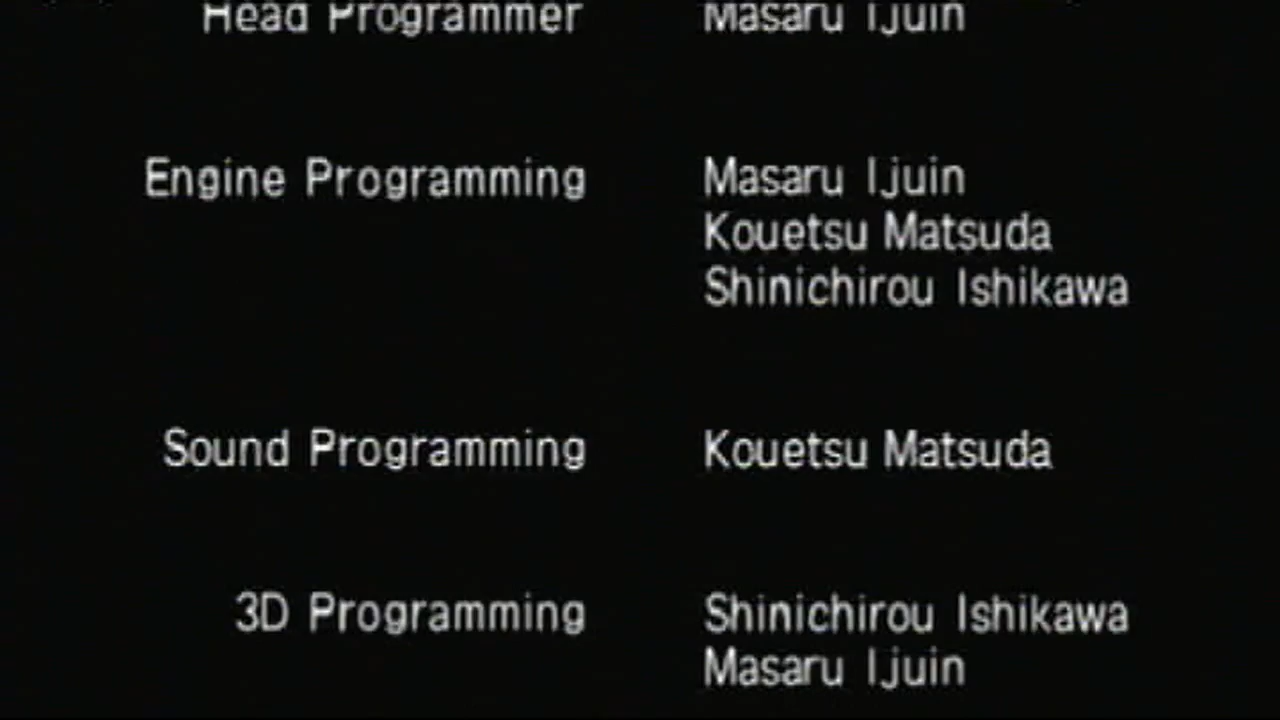 Head Programmer Masaru Ijuin
Engine Programming Masaru Ijuin
Kouetsu Matsuda
Shinichirou Ishikawa
Sound Programming Kouetsu Matsuda
3D Programming Shinichirou Ishikawa
Masaru Ijuin